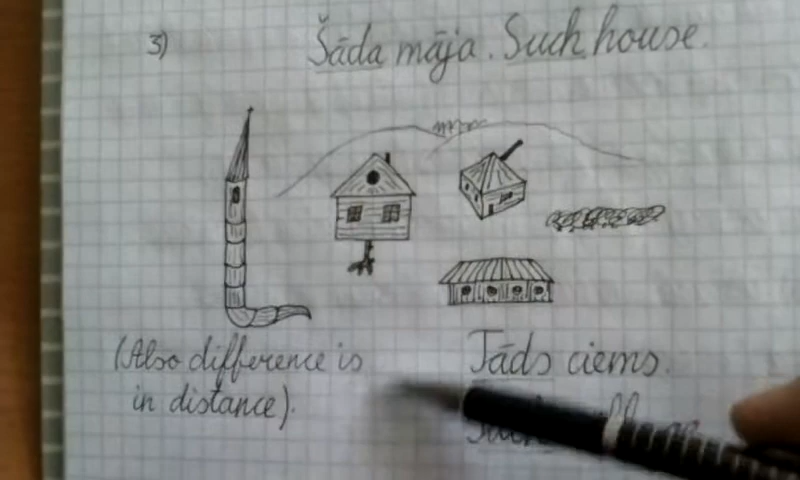 3) Šāda māja. Such house.
(Also difference is
in distance).
Tāds ciems.